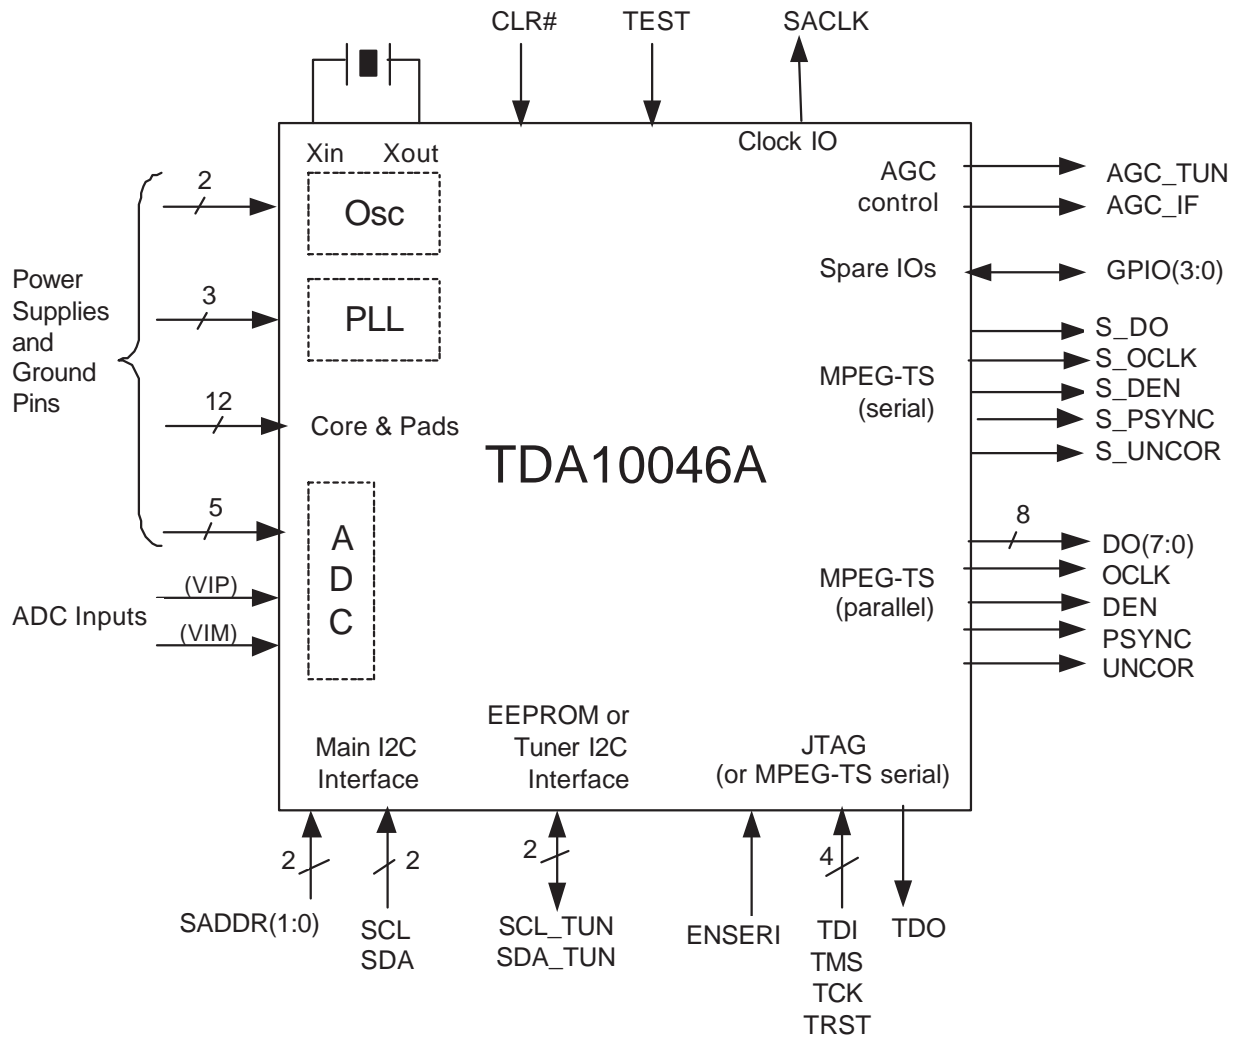 CLR#
TEST
SACLK
Xin
Xout
Clock IO
Osc
PLL
Power
Supplies
and
Ground
Pins
2
3
12
5
Core & Pads
A
D
C
ADC Inputs
(VIP)
(VIM)
TDA10046A
AGC
control
AGC_TUN
AGC_IF
Spare IOs
GPIO(3:0)
MPEG-TS
(serial)
S_DO
S_OCLK
S_DEN
S_PSYNC
S_UNCOR
MPEG-TS
(parallel)
8
DO(7:0)
OCLK
DEN
PSYNC
UNCOR
Main I2C
Interface
EEPROM or
Tuner I2C
Interface
JTAG
(or MPEG-TS serial)
2
2
2
4
SADDR(1:0)
SCL
SDA
SCL_TUN
SDA_TUN
ENSERI
TDI
TMS
TCK
TRST
TDO